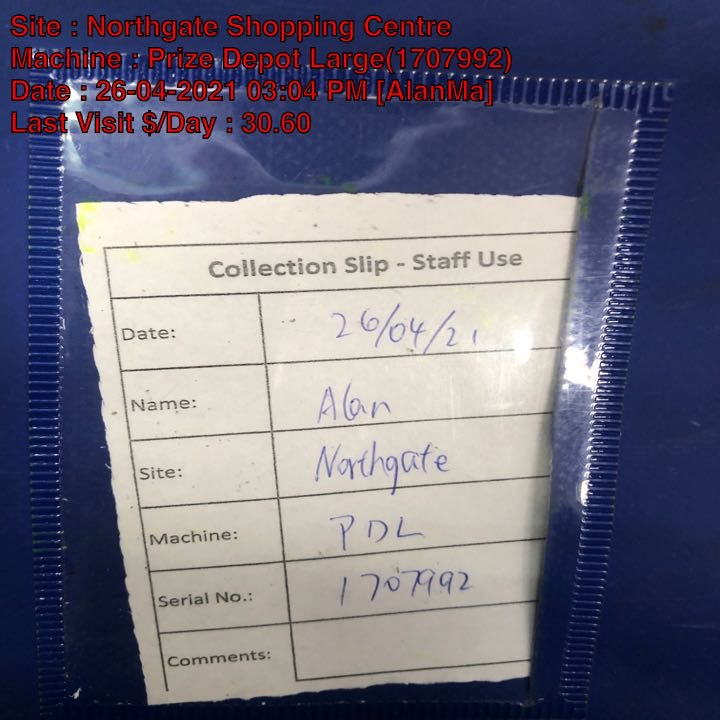 Site : Northgate Shopping Centre
Machine : Prize Depot Large(1707992)
Date : 26-04-2021 03:04 PM [AlanMa]
Last Visit $/Day : 30.60
Collection Slip - Staff Use
Date: 26/04/21
Name: Alan
Site: Northgate
Machine: PDL
Serial No.: 1707992
Comments: